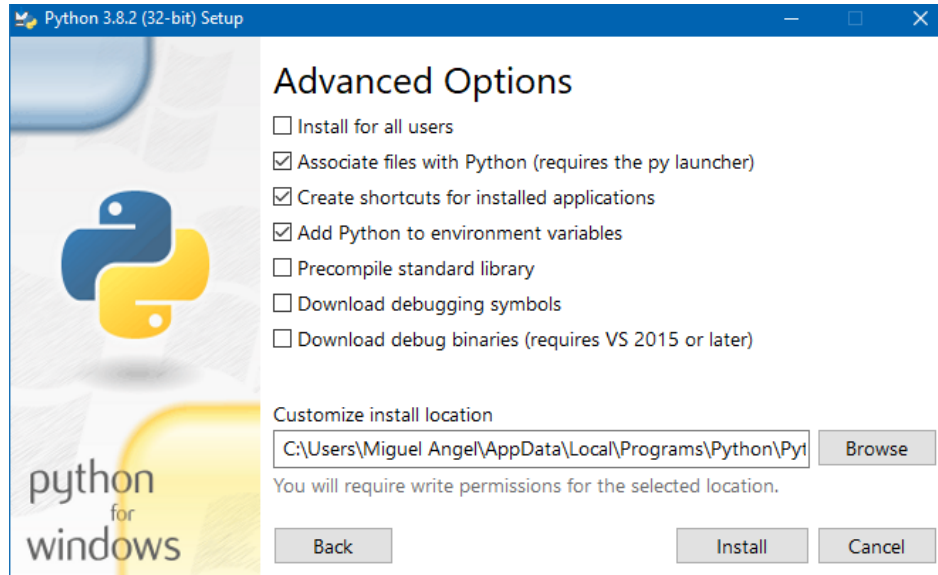 Python 3.8.2 (32-bit) Setup
Advanced Options
Install for all users
Associate files with Python (requires the py launcher)
Create shortcuts for installed applications
Add Python to environment variables
Precompile standard library
Download debugging symbols
Download debug binaries (requires VS 2015 or later)
Customize install location
C:\Users\Miguel Angel\AppData\Local\Programs\Python\Pyt
Browse
You will require write permissions for the selected location.
python
for
windows
Back
Install
Cancel